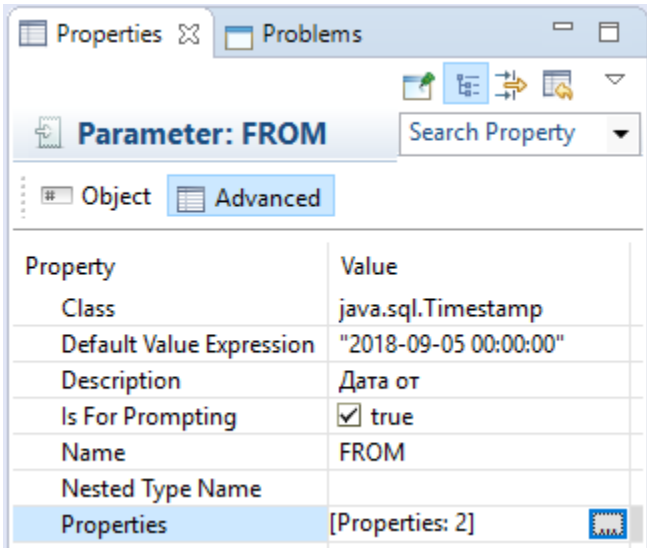 Properties Problems
Parameter: FROM Search Property
# Object Advanced
Property Value
Class java.sql.Timestamp
Default Value Expression "2018-09-05 00:00:00"
Description Дата от
Is For Prompting true
Name FROM
Nested Type Name
Properties [Properties: 2] ...